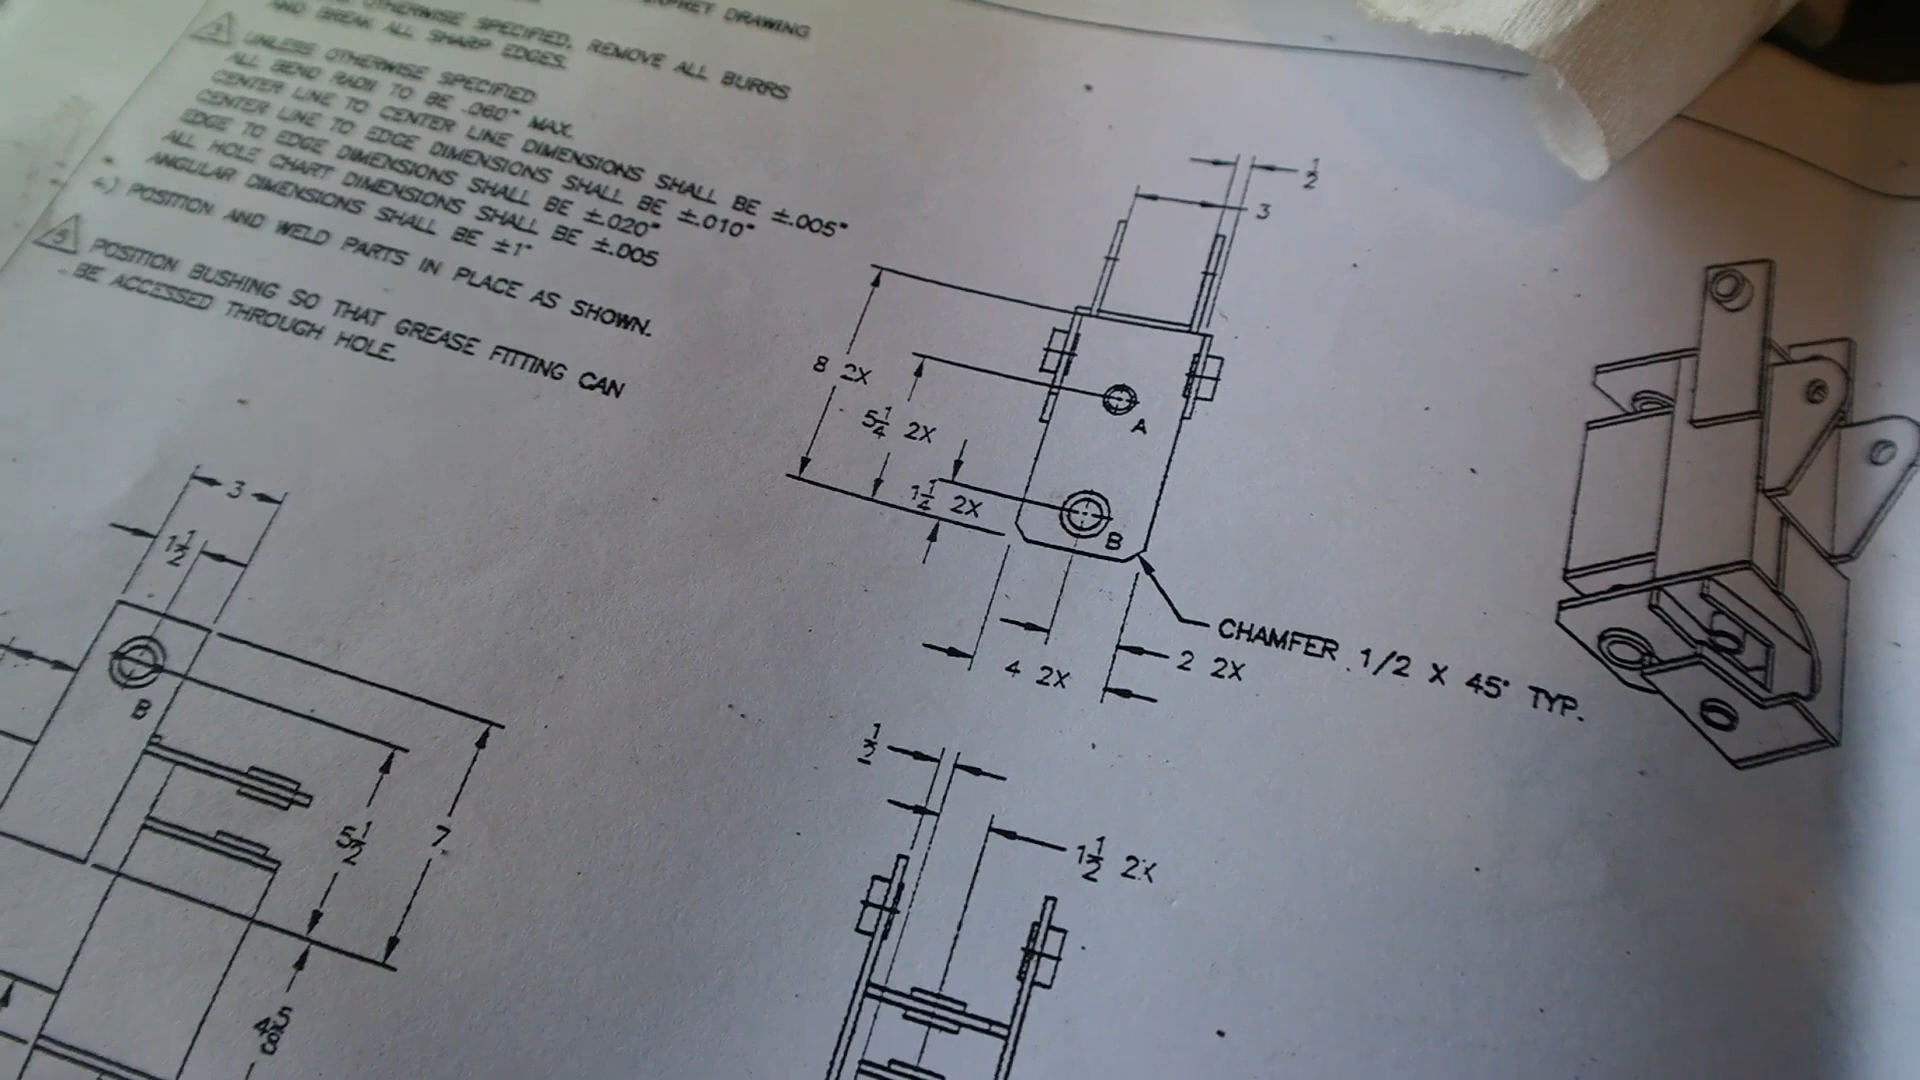 DRAWING
OTHERWISE SPECIFIED, REMOVE ALL BURRS
AND BREAK ALL SHARP EDGES.
3 UNLESS OTHERWISE SPECIFIED
ALL BEND RADII TO BE .060" MAX.
CENTER LINE TO CENTER LINE DIMENSIONS SHALL BE ±.005"
CENTER LINE TO EDGE DIMENSIONS SHALL BE ±.010"
EDGE TO EDGE DIMENSIONS SHALL BE ±.020"
ALL HOLE CHART DIMENSIONS SHALL BE ±.005
ANGULAR DIMENSIONS SHALL BE ±1°
4.) POSITION AND WELD PARTS IN PLACE AS SHOWN.
5 POSITION BUSHING SO THAT GREASE FITTING CAN
BE ACCESSED THROUGH HOLE.
1/2
3
8 2X
5 1/4 2X
A
1 1/4 2X
B
CHAMFER 1/2 X 45° TYP.
2 2X
4 2X
3
1 1/2
B
5 1/2
7
4 5/8
1/2
1 1/2 2X